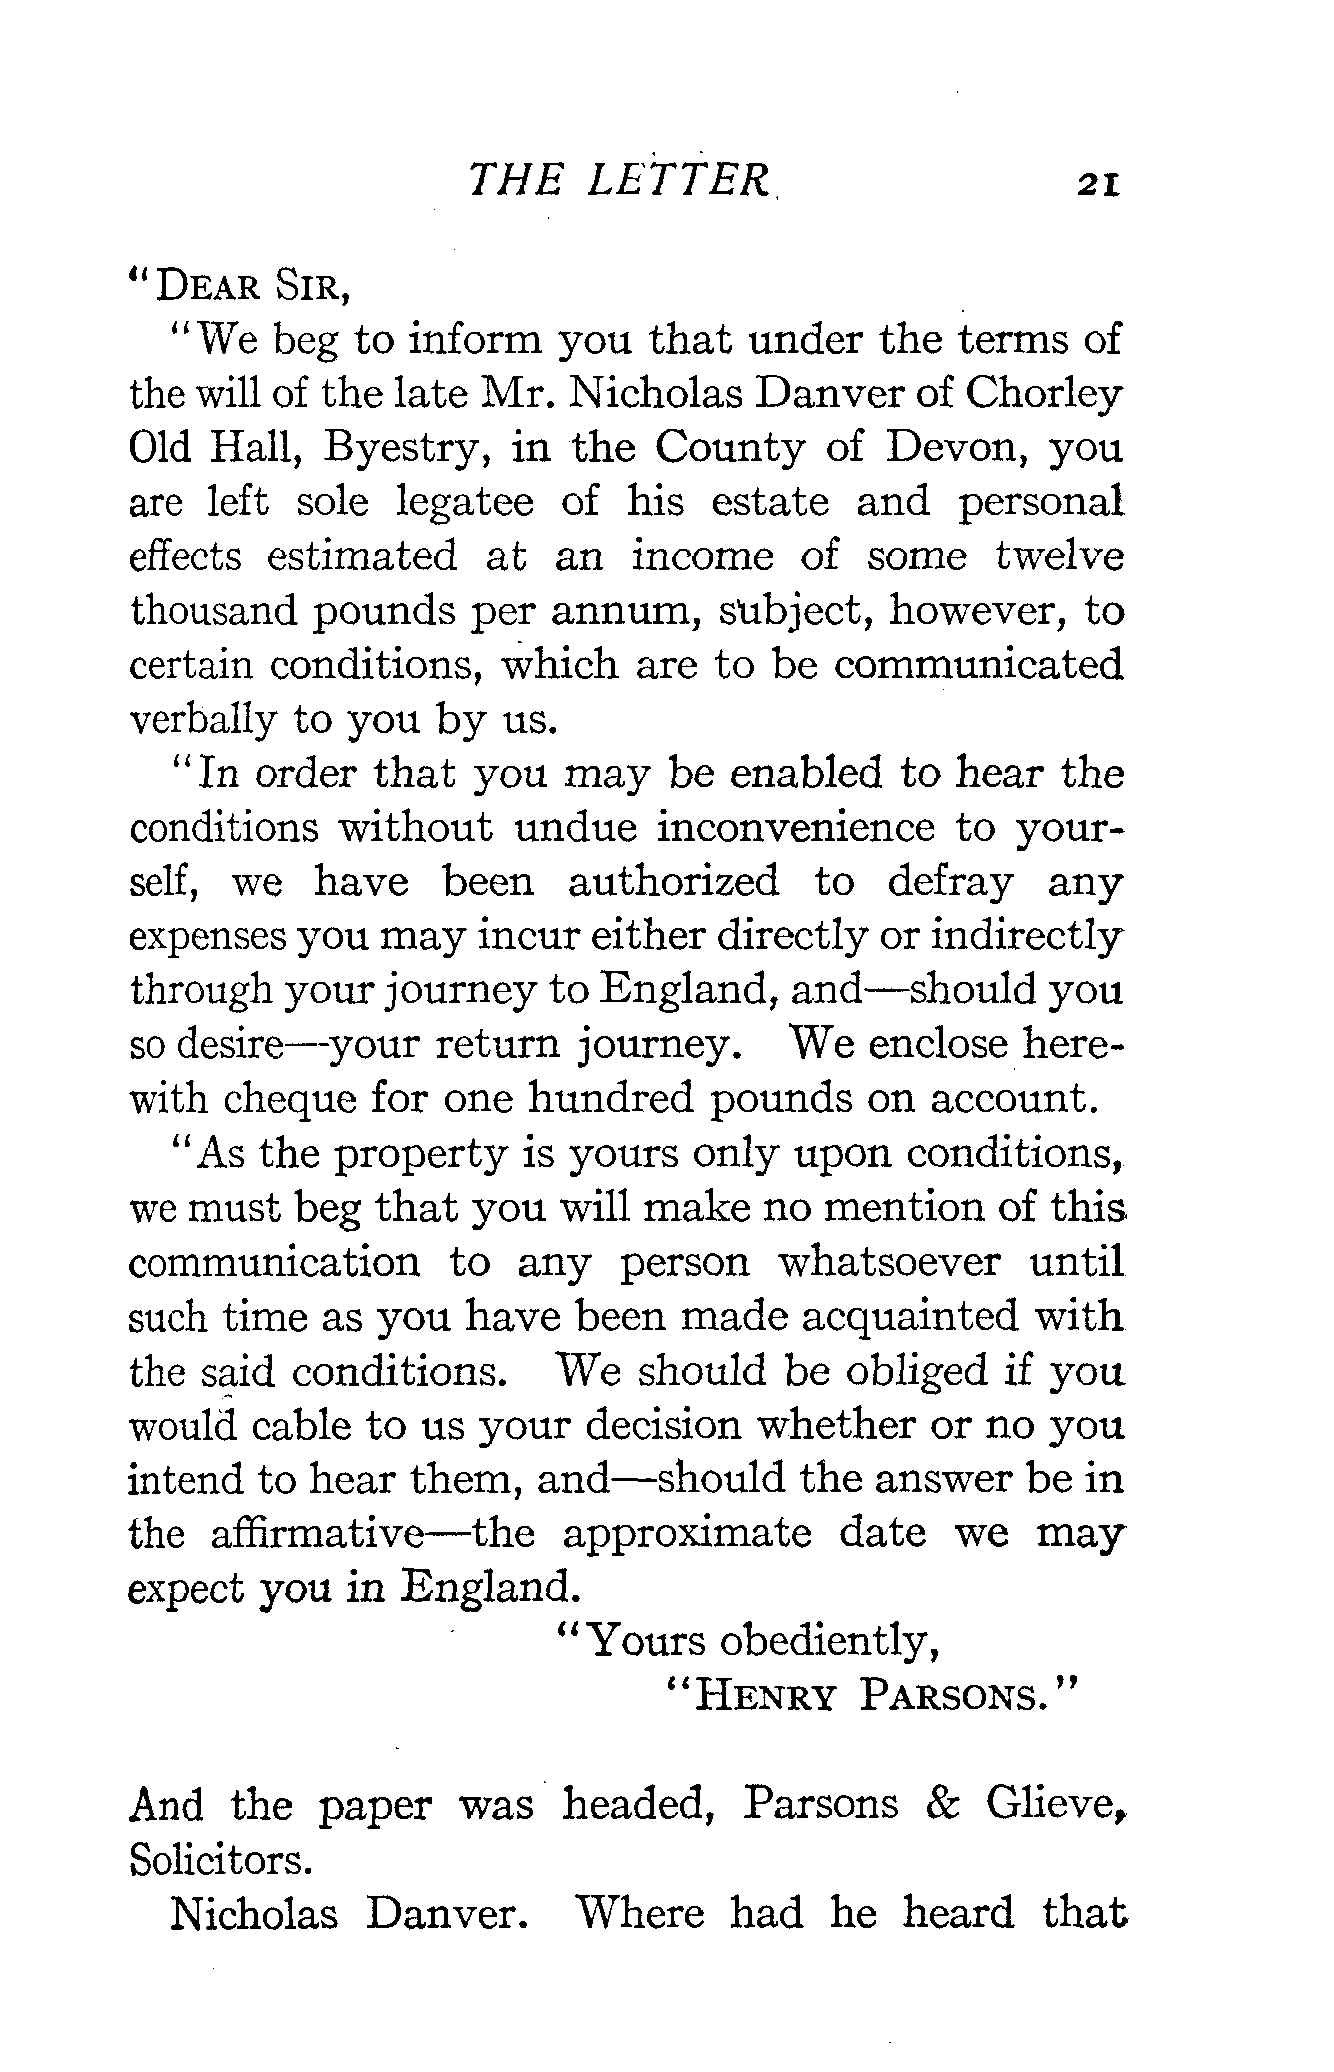 THE LETTER 21
"DEAR SIR,
"We beg to inform you that under the terms of
the will of the late Mr. Nicholas Danver of Chorley
Old Hall, Byestry, in the County of Devon, you
are left sole legatee of his estate and personal
effects estimated at an income of some twelve
thousand pounds per annum, subject, however, to
certain conditions, which are to be communicated
verbally to you by us.
"In order that you may be enabled to hear the
conditions without undue inconvenience to your-
self, we have been authorized to defray any
expenses you may incur either directly or indirectly
through your journey to England, and—should you
so desire—your return journey. We enclose here-
with cheque for one hundred pounds on account.
"As the property is yours only upon conditions,
we must beg that you will make no mention of this
communication to any person whatsoever until
such time as you have been made acquainted with
the said conditions. We should be obliged if you
would cable to us your decision whether or no you
intend to hear them, and—should the answer be in
the affirmative—the approximate date we may
expect you in England.
"Yours obediently,
"HENRY PARSONS."
And the paper was headed, Parsons & Glieve,
Solicitors.
Nicholas Danver. Where had he heard that